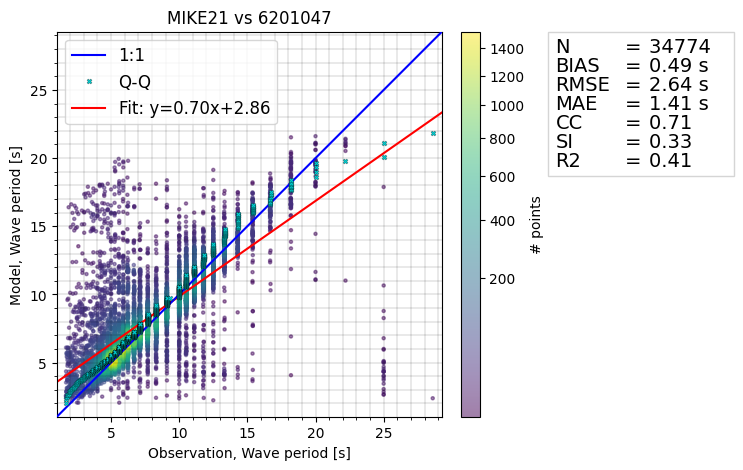 MIKE21 vs 6201047
1:1
Q-Q
Fit: y=0.70x+2.86
25
20
15
10
5
Model, Wave period [s]
5
10
15
20
25
Observation, Wave period [s]
1400
1200
1000
800
600
400
200
# points
N = 34774
BIAS = 0.49 s
RMSE = 2.64 s
MAE = 1.41 s
CC = 0.71
SI = 0.33
R2 = 0.41